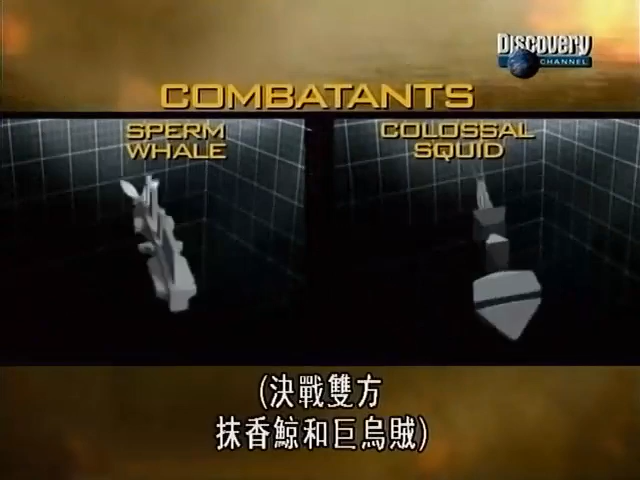 Discovery
CHANNEL
COMBATANTS
SPERM
WHALE
COLOSSAL
SQUID
(決戰雙方
抹香鯨和巨烏賊)